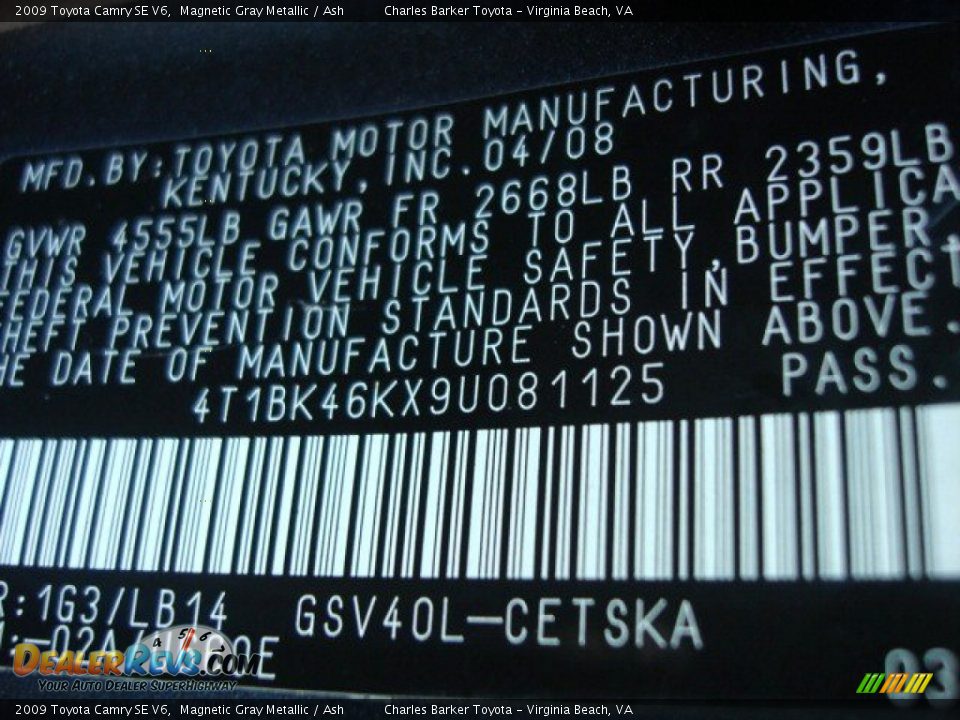 2009 Toyota Camry SE V6, Magnetic Gray Metallic / Ash Charles Barker Toyota - Virginia Beach, VA
MFD. BY: TOYOTA MOTOR MANUFACTURING,
KENTUCKY, INC. 04/08
GVWR 4555LB GAWR FR 2668LB RR 2359LB
THIS VEHICLE CONFORMS TO ALL APPLICA
FEDERAL MOTOR VEHICLE SAFETY, BUMPER,
THEFT PREVENTION STANDARDS IN EFFECT
HE DATE OF MANUFACTURE SHOWN ABOVE.
4T1BK46KX9U081125 PASS.
R:1G3/LB14 GSV40L-CETSKA
DEALERREVS.COM
YOUR AUTO DEALER SUPERHIGHWAY
03
2009 Toyota Camry SE V6, Magnetic Gray Metallic / Ash Charles Barker Toyota - Virginia Beach, VA